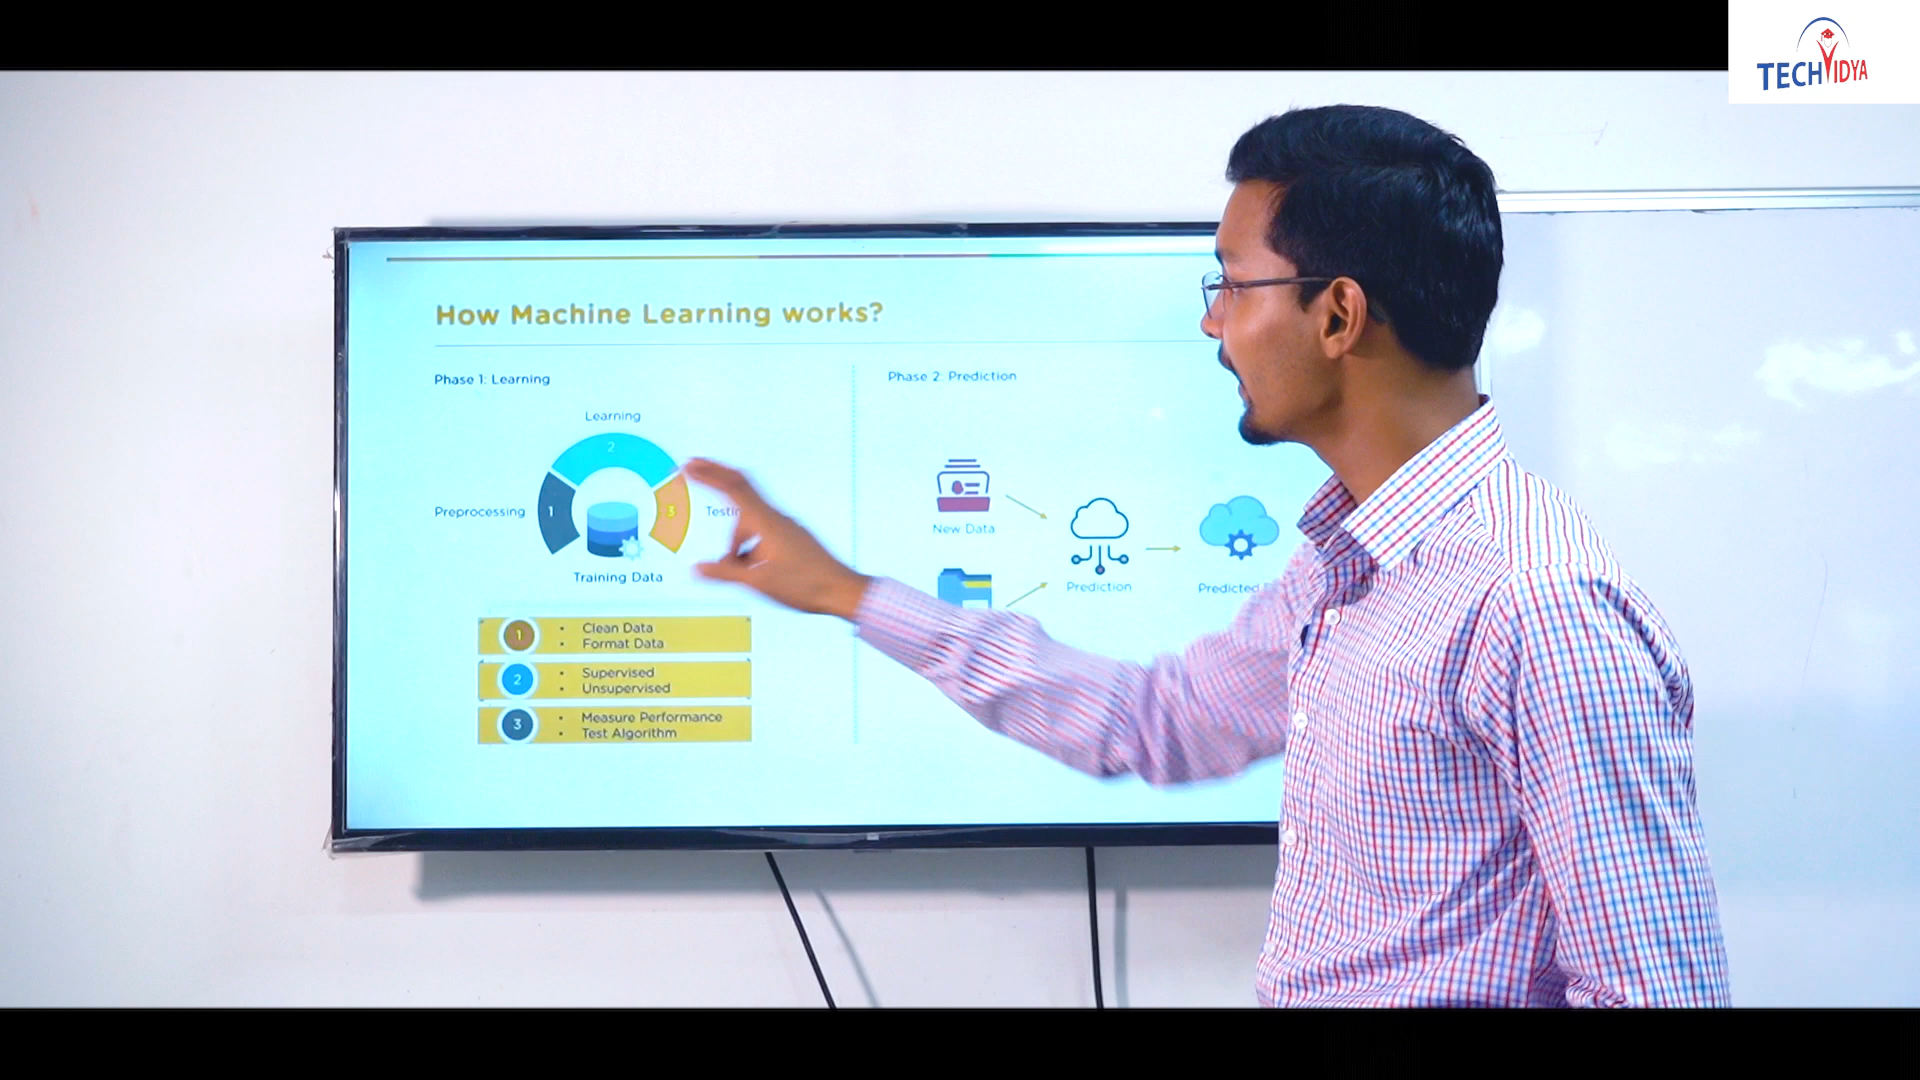 TECHVIDYA
How Machine Learning works?
Phase 1: Learning
Learning
2
Preprocessing
1
3
Training Data
1
• Clean Data
• Format Data
2
• Supervised
• Unsupervised
3
• Measure Performance
• Test Algorithm
Phase 2: Prediction
New Data
Prediction
Predicted